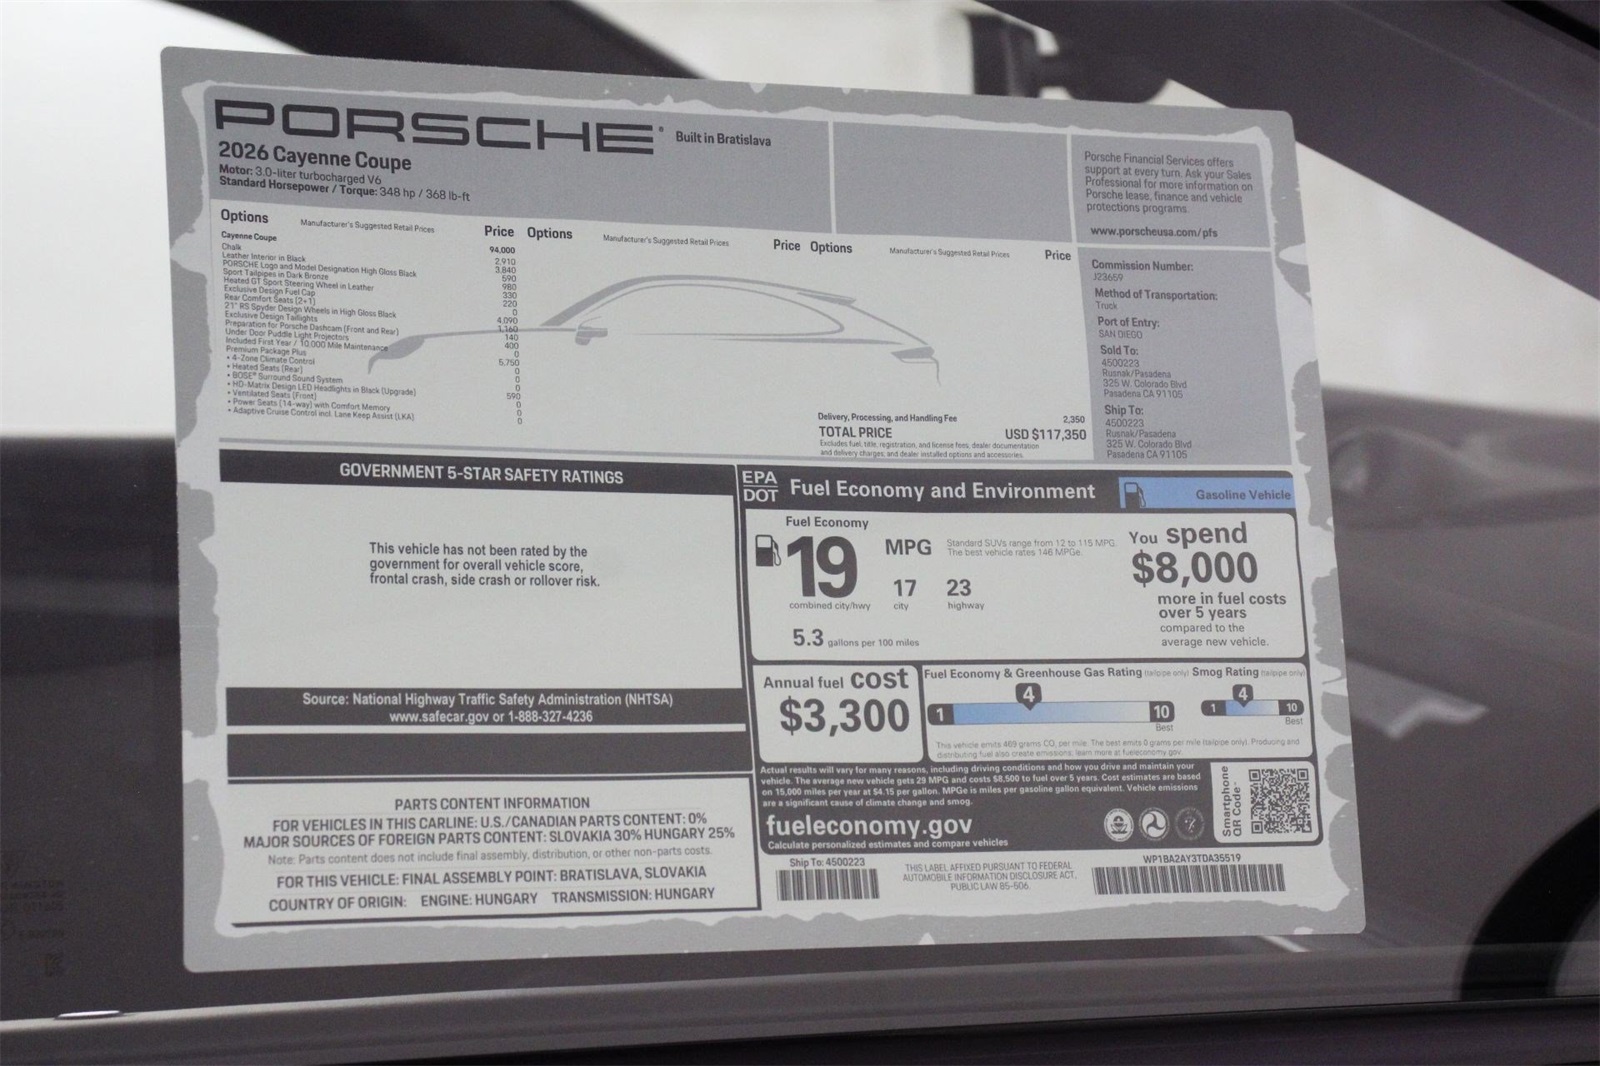 PORSCHE
Built in Bratislava
2026 Cayenne Coupe
Motor: 3.0-liter turbocharged V6
Standard Horsepower / Torque: 348 hp / 368 lb-ft
Porsche Financial Services offers
support at every turn. Ask your Sales
Professional for more information on
Porsche lease, finance and vehicle
protections programs.
www.porscheusa.com/pfs
Options Manufacturer's Suggested Retail Prices Price Options Manufacturer's Suggested Retail Prices Price Options Manufacturer's Suggested Retail Prices Price
Cayenne Coupe 94,000
Chalk 2,910
Leather Interior in Black 3,840
PORSCHE Logo and Model Designation High Gloss Black 590
Sport Tailpipes in Dark Bronze 980
Heated GT Sport Steering Wheel in Leather 330
Exclusive Design Fuel Cap 220
Rear Comfort Seats (2+1) 0
21" RS Spyder Design Wheels in High Gloss Black 4,090
Exclusive Design Taillights 1,160
Preparation for Porsche Dashcam (Front and Rear) 140
Under Door Puddle Light Projectors 400
Included First Year / 10,000 Mile Maintenance 0
Premium Package Plus 5,750
• 4-Zone Climate Control 0
• Heated Seats (Rear) 0
• BOSE® Surround Sound System 0
• HD-Matrix Design LED Headlights in Black (Upgrade) 590
• Ventilated Seats (Front) 0
• Power Seats (14-way) with Comfort Memory 0
• Adaptive Cruise Control incl. Lane Keep Assist (LKA) 0
Delivery, Processing, and Handling Fee 2,350
TOTAL PRICE USD $117,350
Excludes fuel, title, registration, and license fees, dealer documentation
and delivery charges, and dealer installed options and accessories.
Commission Number:
J23659
Method of Transportation:
Truck
Port of Entry:
SAN DIEGO
Sold To:
4500223
Rusnak/Pasadena
325 W. Colorado Blvd
Pasadena CA 91105
Ship To:
4500223
Rusnak/Pasadena
325 W. Colorado Blvd
Pasadena CA 91105
GOVERNMENT 5-STAR SAFETY RATINGS
This vehicle has not been rated by the
government for overall vehicle score,
frontal crash, side crash or rollover risk.
Source: National Highway Traffic Safety Administration (NHTSA)
www.safecar.gov or 1-888-327-4236
PARTS CONTENT INFORMATION
FOR VEHICLES IN THIS CARLINE: U.S./CANADIAN PARTS CONTENT: 0%
MAJOR SOURCES OF FOREIGN PARTS CONTENT: SLOVAKIA 30% HUNGARY 25%
Note: Parts content does not include final assembly, distribution, or other non-parts costs.
FOR THIS VEHICLE: FINAL ASSEMBLY POINT: BRATISLAVA, SLOVAKIA
COUNTRY OF ORIGIN: ENGINE: HUNGARY TRANSMISSION: HUNGARY
EPA
DOT
Fuel Economy and Environment
Gasoline Vehicle
Fuel Economy
19 MPG
combined city/hwy
17
city
23
highway
Standard SUVs range from 12 to 115 MPG.
The best vehicle rates 146 MPGe.
5.3 gallons per 100 miles
You spend
$8,000
more in fuel costs
over 5 years
compared to the
average new vehicle.
Annual fuel cost
$3,300
Fuel Economy & Greenhouse Gas Rating (tailpipe only)
4
1 10
Best
Smog Rating (tailpipe only)
4
1 10
Best
This vehicle emits 469 grams CO₂ per mile. The best emits 0 grams per mile (tailpipe only). Producing and
distributing fuel also create emissions; learn more at fueleconomy.gov.
Actual results will vary for many reasons, including driving conditions and how you drive and maintain your
vehicle. The average new vehicle gets 29 MPG and costs $8,500 to fuel over 5 years. Cost estimates are based
on 15,000 miles per year at $4.15 per gallon. MPGe is miles per gasoline gallon equivalent. Vehicle emissions
are a significant cause of climate change and smog.
fueleconomy.gov
Calculate personalized estimates and compare vehicles
Smartphone
QR Code™
Ship To: 4500223
THIS LABEL AFFIXED PURSUANT TO FEDERAL
AUTOMOBILE INFORMATION DISCLOSURE ACT,
PUBLIC LAW 85-506.
WP1BA2AY3TDA35519